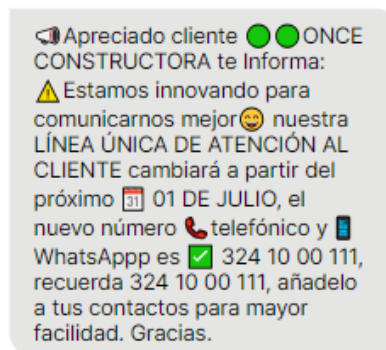 📢Apreciado cliente 🟢🟢ONCE
CONSTRUCTORA te Informa:
⚠️Estamos innovando para
comunicarnos mejor😄 nuestra
LÍNEA ÚNICA DE ATENCIÓN AL
CLIENTE cambiará a partir del
próximo 📅 01 DE JULIO, el
nuevo número 📞telefónico y 📱
WhatsAppp es ✅ 324 10 00 111,
recuerda 324 10 00 111, añadelo
a tus contactos para mayor
facilidad. Gracias.